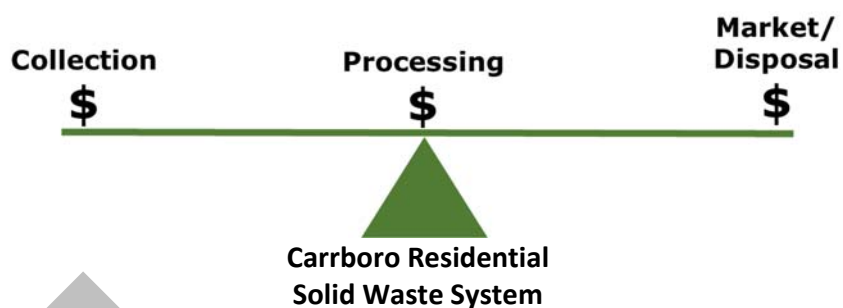 Market/
Collection Processing Disposal
$ $ $
Carrboro Residential
Solid Waste System